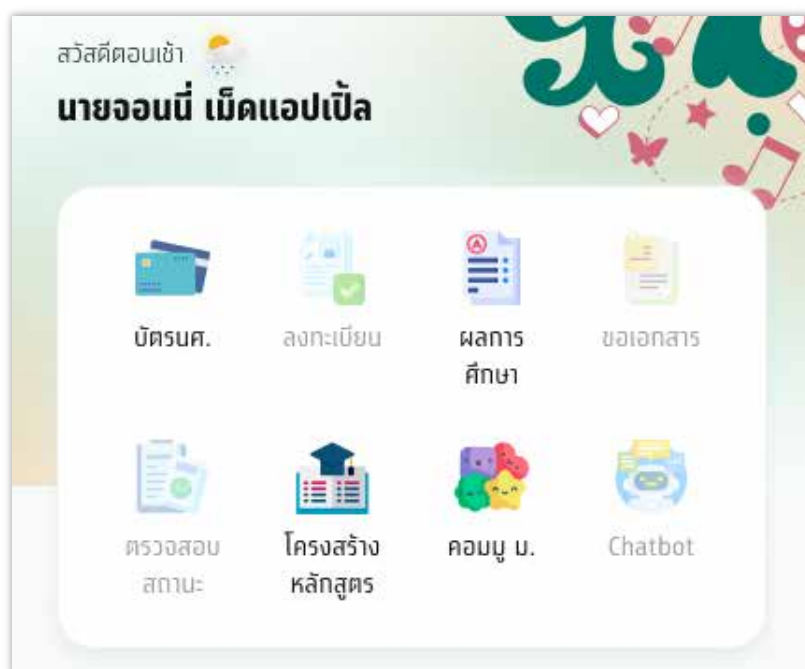 สวัสดีตอนเช้า
นายจอนนี่ เม็ดแอปเปิ้ล
บัตรนศ.
ลงทะเบียน
ผลการ
ศึกษา
ขอเอกสาร
ตรวจสอบ
สถานะ
โครงสร้าง
หลักสูตร
คอมมู ม.
Chatbot